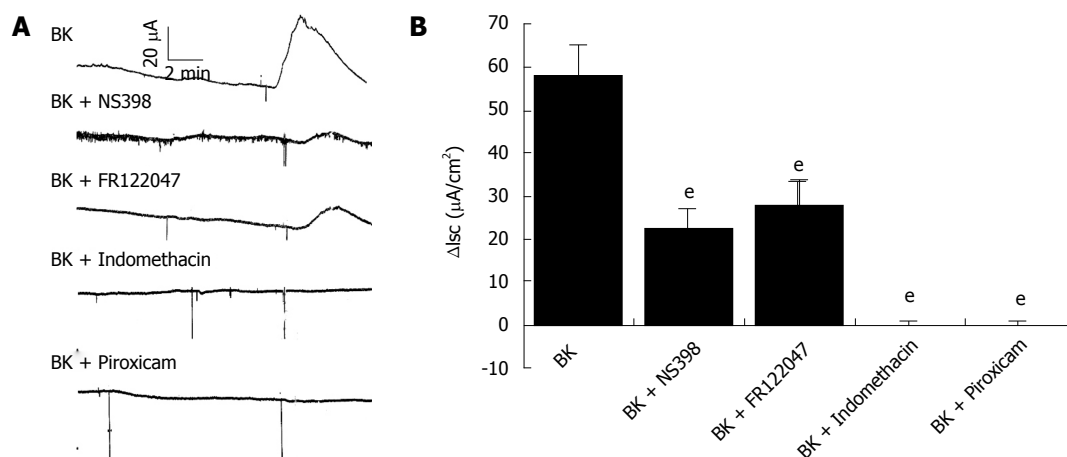 A
BK
20 µA
2 min
BK + NS398
BK + FR122047
BK + Indomethacin
BK + Piroxicam
B
70
60
50
40
30
20
10
0
-10
ΔIsc (µA/cm²)
e
e
e
e
BK
BK + NS398
BK + FR122047
BK + Indomethacin
BK + Piroxicam